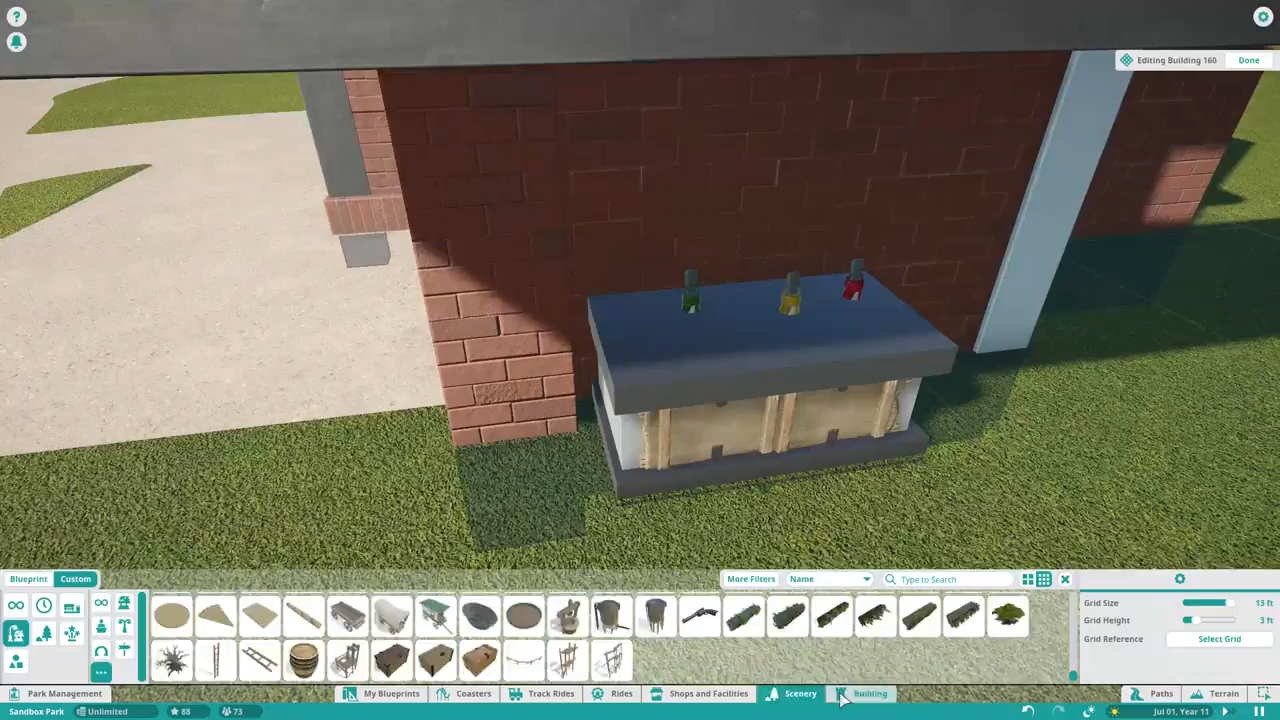 ?
Editing Building 160 Done
Blueprint Custom More Filters Name Type to Search
Grid Size 13 ft
Grid Height 3 ft
Grid Reference Select Grid
Park Management My Blueprints Coasters Track Rides Rides Shops and Facilities Scenery Building Paths Terrain
Sandbox Park Unlimited 88 73 Jul 01, Year 11